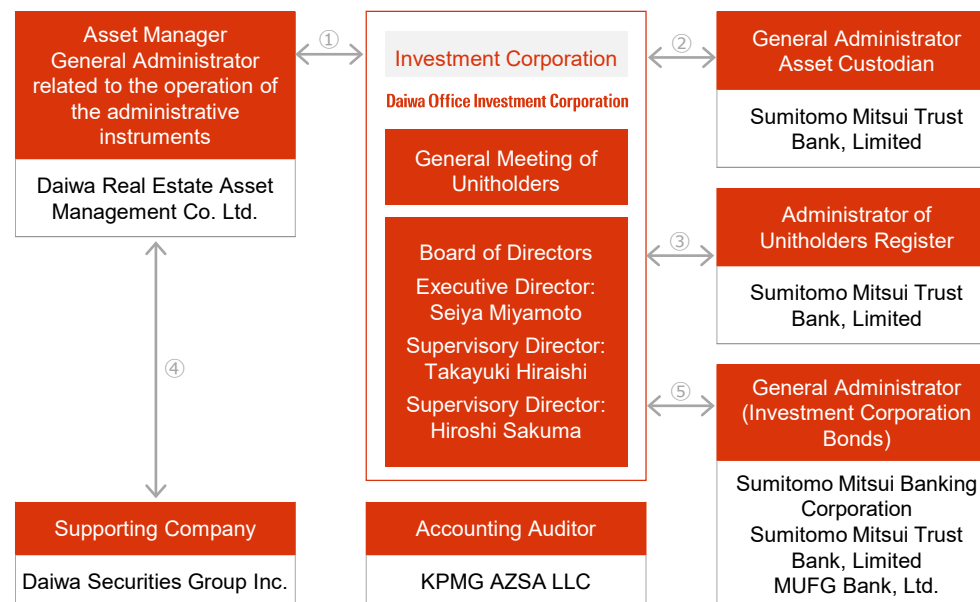 Asset Manager
General Administrator
related to the operation of
the administrative
instruments
Daiwa Real Estate Asset
Management Co. Ltd.
①
Investment Corporation
Daiwa Office Investment Corporation
General Meeting of
Unitholders
Board of Directors
Executive Director:
Seiya Miyamoto
Supervisory Director:
Takayuki Hiraishi
Supervisory Director:
Hiroshi Sakuma
②
General Administrator
Asset Custodian
Sumitomo Mitsui Trust
Bank, Limited
③
Administrator of
Unitholders Register
Sumitomo Mitsui Trust
Bank, Limited
④
⑤
General Administrator
(Investment Corporation
Bonds)
Sumitomo Mitsui Banking
Corporation
Sumitomo Mitsui Trust
Bank, Limited
MUFG Bank, Ltd.
Supporting Company
Daiwa Securities Group Inc.
Accounting Auditor
KPMG AZSA LLC